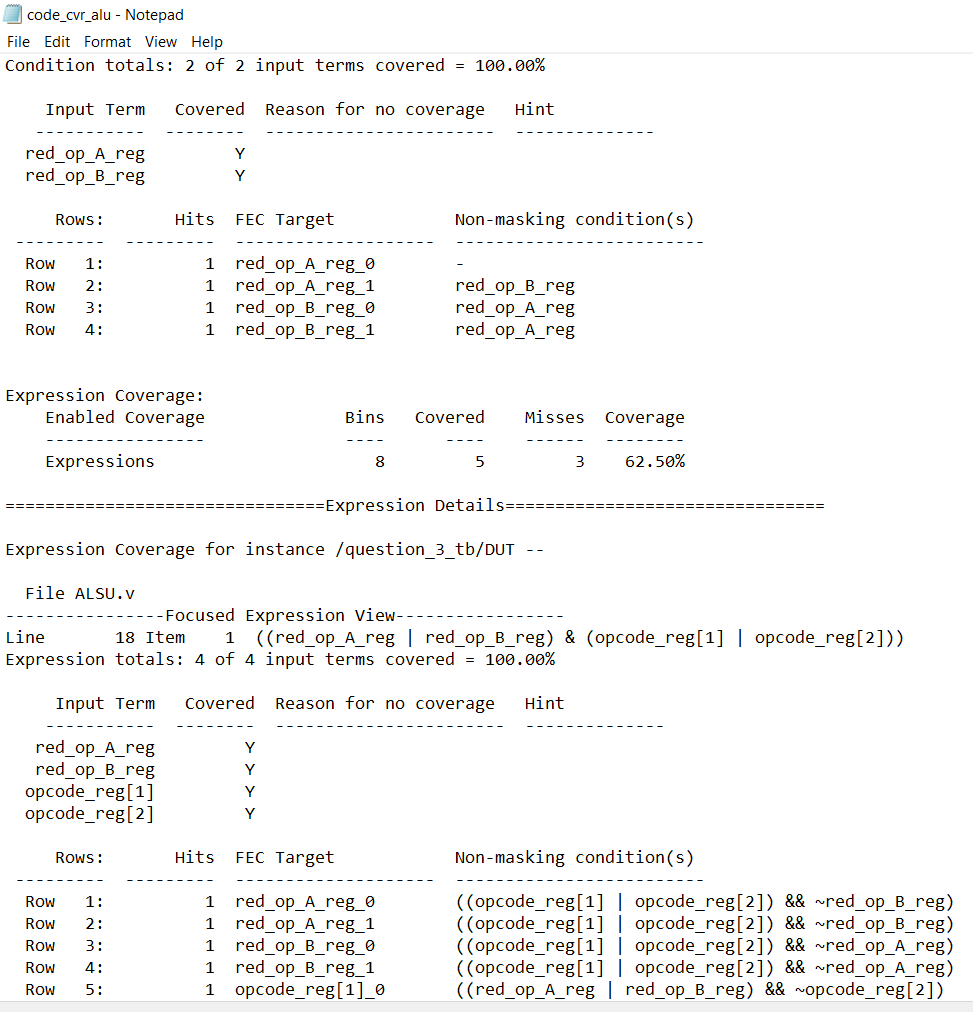 code_cvr_alu - Notepad
File Edit Format View Help
Condition totals: 2 of 2 input terms covered = 100.00%
Input Term   Covered  Reason for no coverage   Hint
-----------  --------  -----------------------  --------------
red_op_A_reg         Y
red_op_B_reg         Y
Rows:       Hits  FEC Target            Non-masking condition(s)
---------  ---------  --------------------  -------------------------
Row   1:          1  red_op_A_reg_0        -
Row   2:          1  red_op_A_reg_1        red_op_B_reg
Row   3:          1  red_op_B_reg_0        red_op_A_reg
Row   4:          1  red_op_B_reg_1        red_op_A_reg
Expression Coverage:
Enabled Coverage              Bins   Covered    Misses  Coverage
----------------              ----      ----    ------  --------
Expressions                      8         5         3    62.50%
================================Expression Details================================
Expression Coverage for instance /question_3_tb/DUT --
File ALSU.v
----------------Focused Expression View-----------------
Line       18 Item    1  ((red_op_A_reg | red_op_B_reg) & (opcode_reg[1] | opcode_reg[2]))
Expression totals: 4 of 4 input terms covered = 100.00%
Input Term   Covered  Reason for no coverage   Hint
-----------  --------  -----------------------  --------------
red_op_A_reg         Y
red_op_B_reg         Y
opcode_reg[1]         Y
opcode_reg[2]         Y
Rows:       Hits  FEC Target            Non-masking condition(s)
---------  ---------  --------------------  -------------------------
Row   1:          1  red_op_A_reg_0        ((opcode_reg[1] | opcode_reg[2]) && ~red_op_B_reg)
Row   2:          1  red_op_A_reg_1        ((opcode_reg[1] | opcode_reg[2]) && ~red_op_B_reg)
Row   3:          1  red_op_B_reg_0        ((opcode_reg[1] | opcode_reg[2]) && ~red_op_A_reg)
Row   4:          1  red_op_B_reg_1        ((opcode_reg[1] | opcode_reg[2]) && ~red_op_A_reg)
Row   5:          1  opcode_reg[1]_0       ((red_op_A_reg | red_op_B_reg) && ~opcode_reg[2])